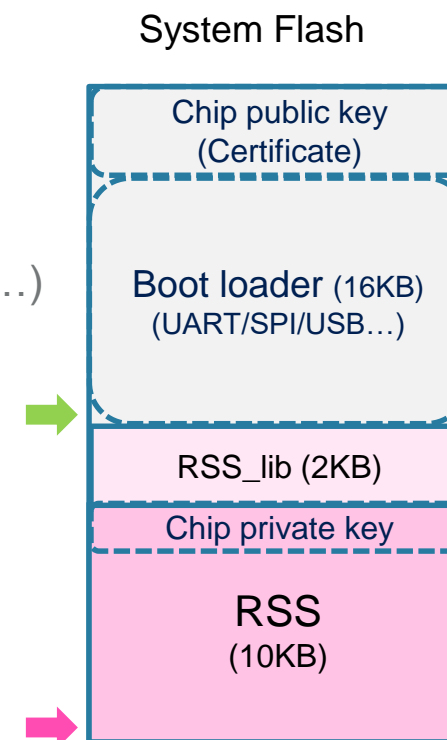 System Flash
Chip public key
(Certificate)
…)
Boot loader (16KB)
(UART/SPI/USB…)
RSS_lib (2KB)
Chip private key
RSS
(10KB)